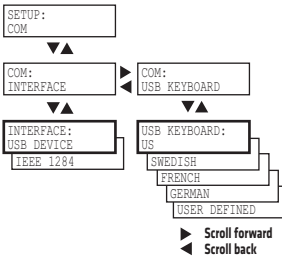 SETUP:
COM
COM:
INTERFACE
COM:
USB KEYBOARD
INTERFACE:
USB DEVICE
IEEE 1284
USB KEYBOARD:
US
SWEDISH
FRENCH
GERMAN
USER DEFINED
Scroll forward
Scroll back